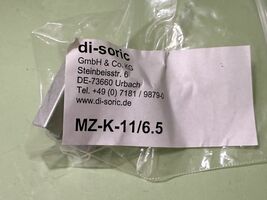 di-soric
GmbH & Co. KG
Steinbeisstr. 6
DE-73660 Urbach
Tel. +49 (0) 7181 / 9879-0
www.di-soric.de
MZ-K-11/6.5